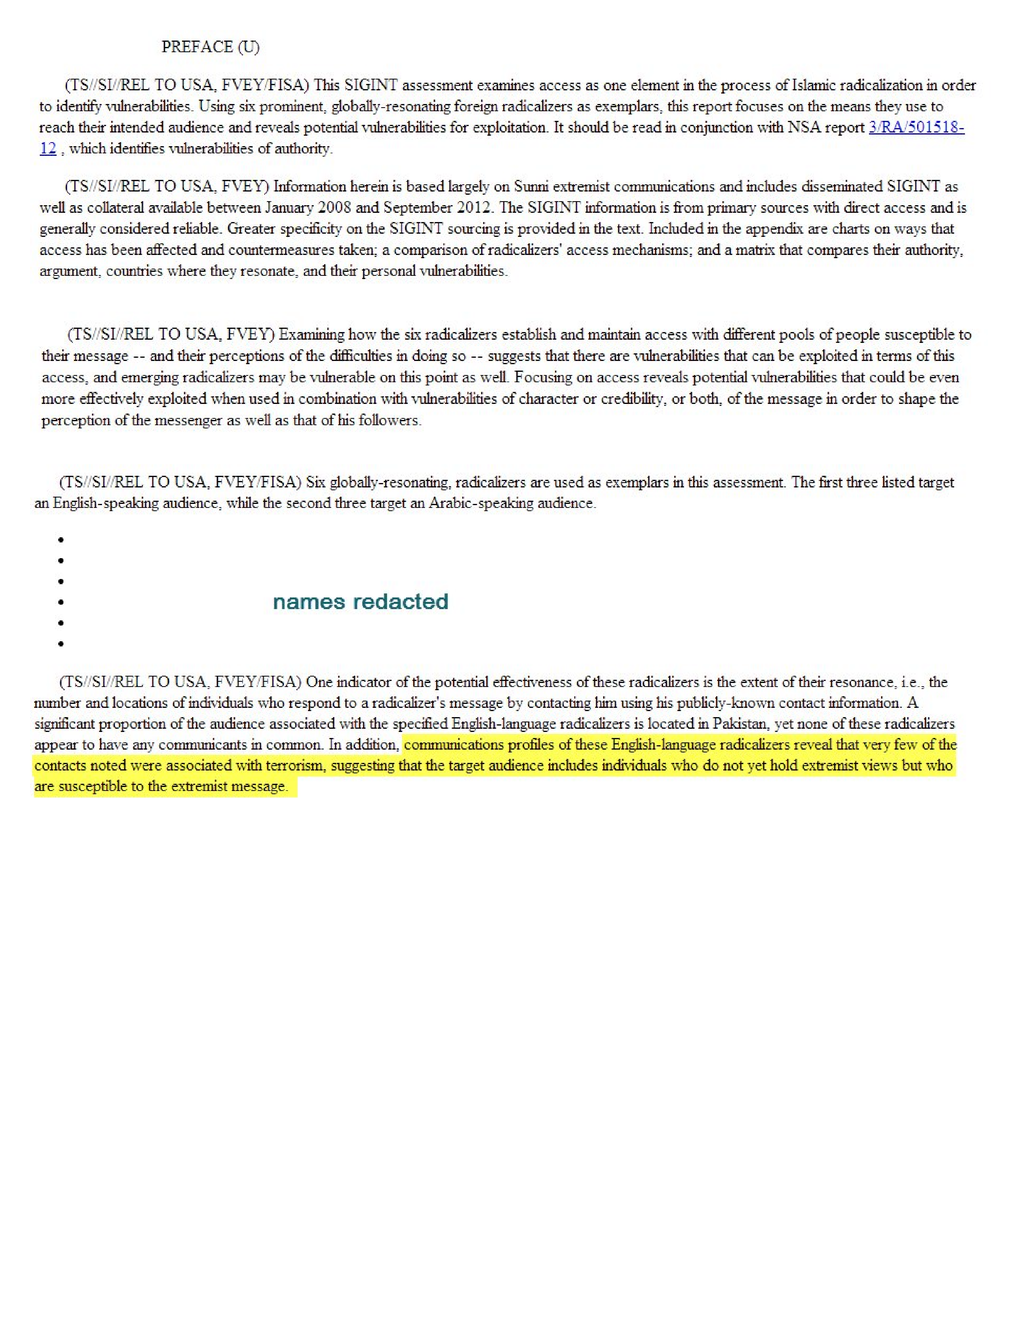 PREFACE (U)
(TS//SI//REL TO USA, FVEY/FISA) This SIGINT assessment examines access as one element in the process of Islamic radicalization in order
to identify vulnerabilities. Using six prominent, globally-resonating foreign radicalizers as exemplars, this report focuses on the means they use to
reach their intended audience and reveals potential vulnerabilities for exploitation. It should be read in conjunction with NSA report 3/RA/501518-
12 , which identifies vulnerabilities of authority.
(TS//SI//REL TO USA, FVEY) Information herein is based largely on Sunni extremist communications and includes disseminated SIGINT as
well as collateral available between January 2008 and September 2012. The SIGINT information is from primary sources with direct access and is
generally considered reliable. Greater specificity on the SIGINT sourcing is provided in the text. Included in the appendix are charts on ways that
access has been affected and countermeasures taken; a comparison of radicalizers' access mechanisms; and a matrix that compares their authority,
argument, countries where they resonate, and their personal vulnerabilities.
(TS//SI//REL TO USA, FVEY) Examining how the six radicalizers establish and maintain access with different pools of people susceptible to
their message -- and their perceptions of the difficulties in doing so -- suggests that there are vulnerabilities that can be exploited in terms of this
access, and emerging radicalizers may be vulnerable on this point as well. Focusing on access reveals potential vulnerabilities that could be even
more effectively exploited when used in combination with vulnerabilities of character or credibility, or both, of the message in order to shape the
perception of the messenger as well as that of his followers.
(TS//SI//REL TO USA, FVEY/FISA) Six globally-resonating, radicalizers are used as exemplars in this assessment. The first three listed target
an English-speaking audience, while the second three target an Arabic-speaking audience.
names redacted
(TS//SI//REL TO USA, FVEY/FISA) One indicator of the potential effectiveness of these radicalizers is the extent of their resonance, i.e., the
number and locations of individuals who respond to a radicalizer's message by contacting him using his publicly-known contact information. A
significant proportion of the audience associated with the specified English-language radicalizers is located in Pakistan, yet none of these radicalizers
appear to have any communicants in common. In addition, communications profiles of these English-language radicalizers reveal that very few of the
contacts noted were associated with terrorism, suggesting that the target audience includes individuals who do not yet hold extremist views but who
are susceptible to the extremist message.